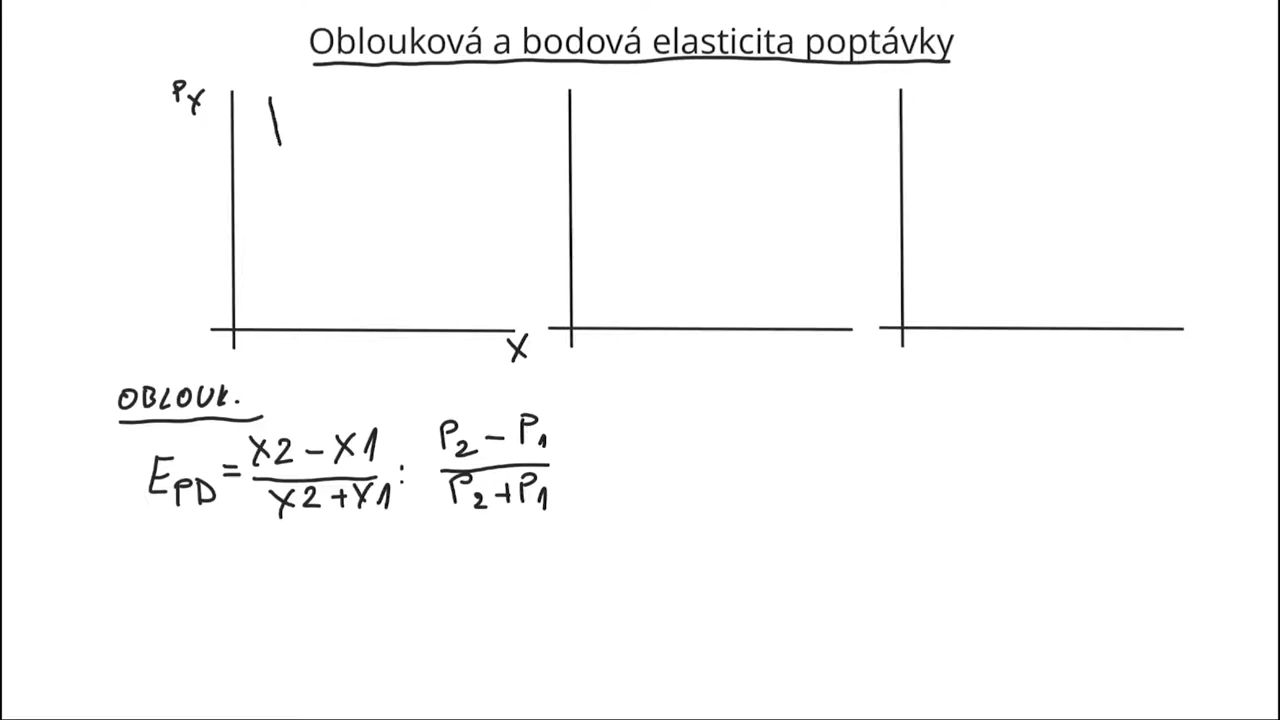 Oblouková a bodová elasticita poptávky
Px
X
OBLOUK.
EPD = X2 - X1 / X2 + X1 : P2 - P1 / P2 + P1